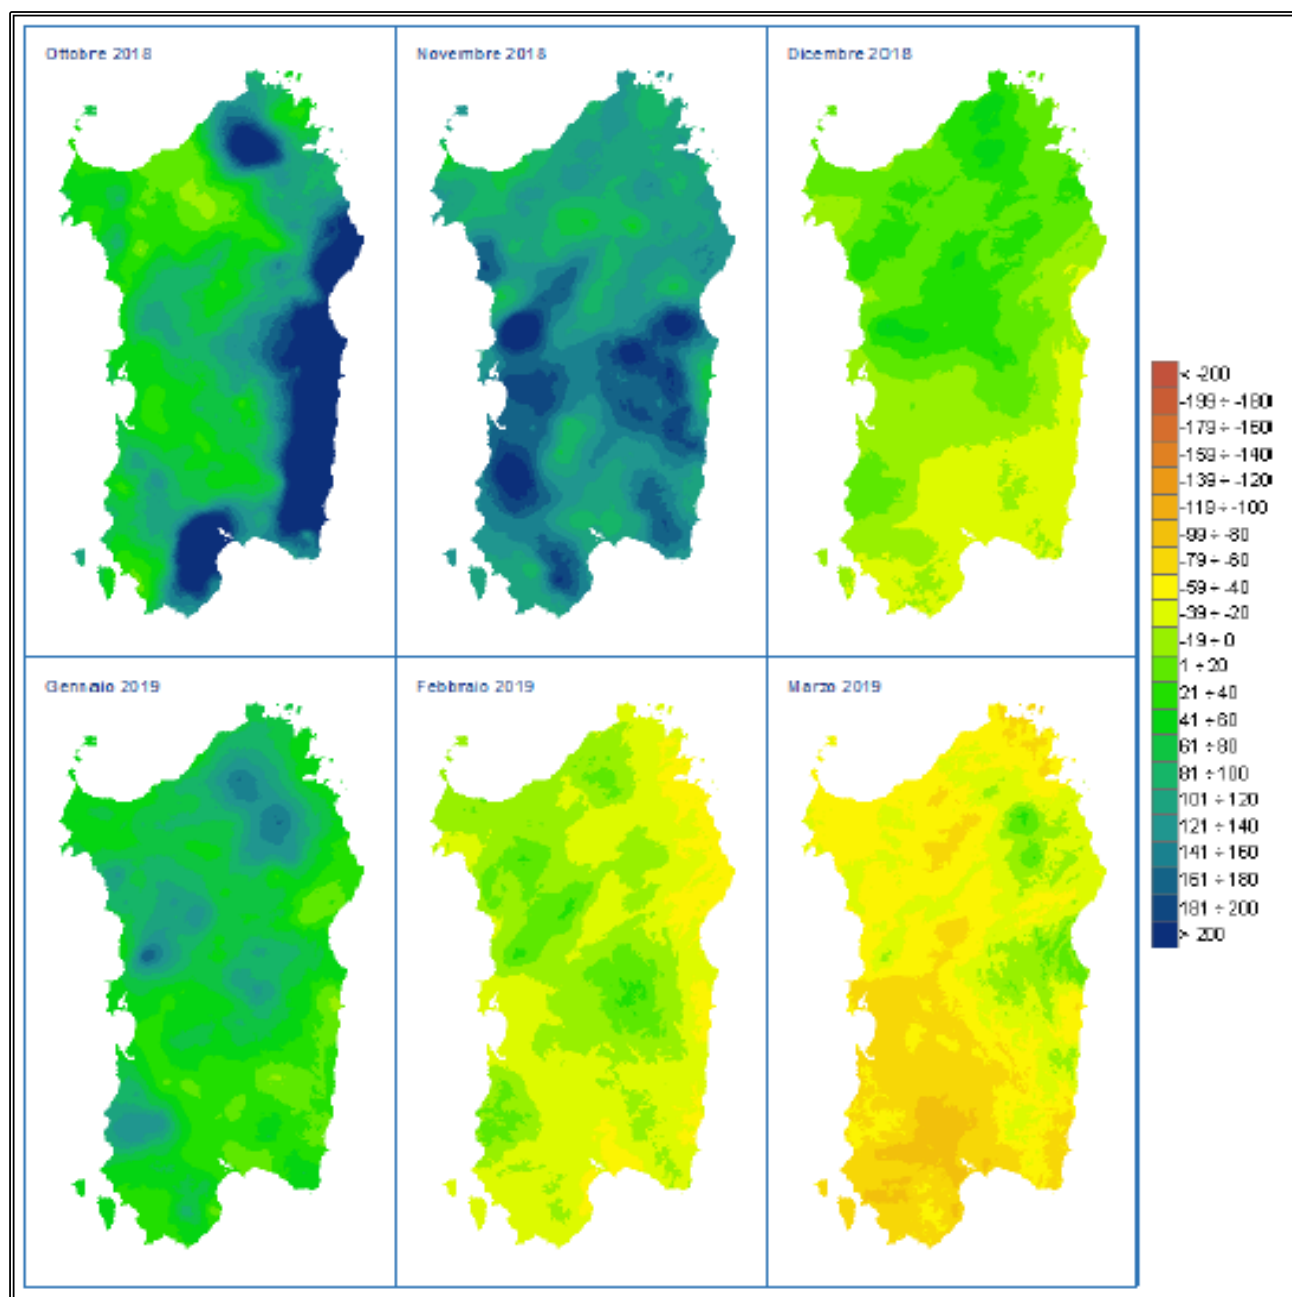 Ottobre 2018
Novembre 2018
Dicembre 2018
< -200
-199 ÷ -180
-179 ÷ -160
-159 ÷ -140
-139 ÷ -120
-119 ÷ -100
-99 ÷ -80
-79 ÷ -60
-59 ÷ -40
-39 ÷ -20
-19 ÷ 0
1 ÷ 20
21 ÷ 40
41 ÷ 60
61 ÷ 80
81 ÷ 100
101 ÷ 120
121 ÷ 140
141 ÷ 160
161 ÷ 180
181 ÷ 200
> 200
Gennaio 2019
Febbraio 2019
Marzo 2019